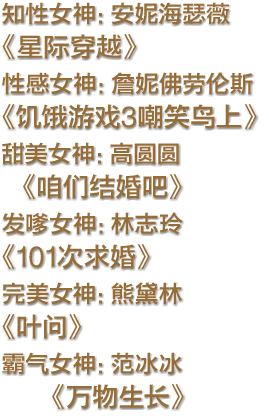 知性女神：安妮海瑟薇
《星际穿越》
性感女神：詹妮佛劳伦斯
《饥饿游戏3嘲笑鸟上》
甜美女神：高圆圆
《咱们结婚吧》
发嗲女神：林志玲
《101次求婚》
完美女神：熊黛林
《叶问》
霸气女神：范冰冰
《万物生长》